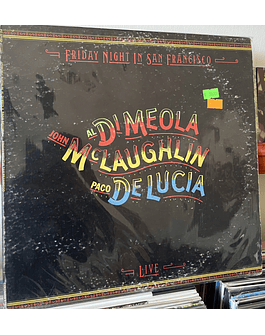 FRIDAY NIGHT IN SAN FRANCISCO
AL DI MEOLA
JOHN McLAUGHLIN
PACO DE LUCIA
LIVE